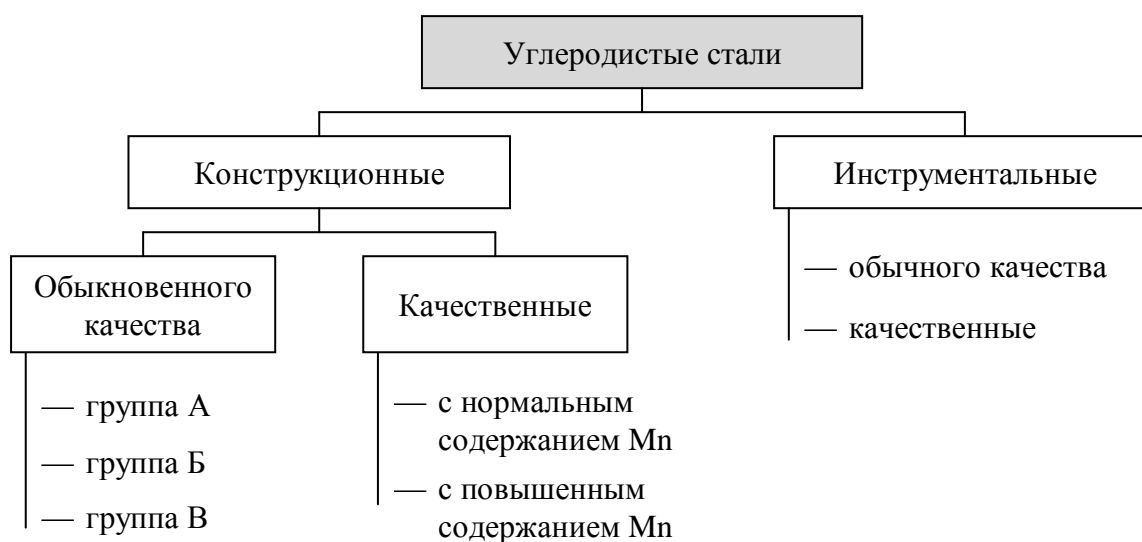 Углеродистые стали
Конструкционные
Инструментальные
Обыкновенного
качества
— группа А
— группа Б
— группа В
Качественные
— с нормальным
содержанием Mn
— с повышенным
содержанием Mn
— обычного качества
— качественные